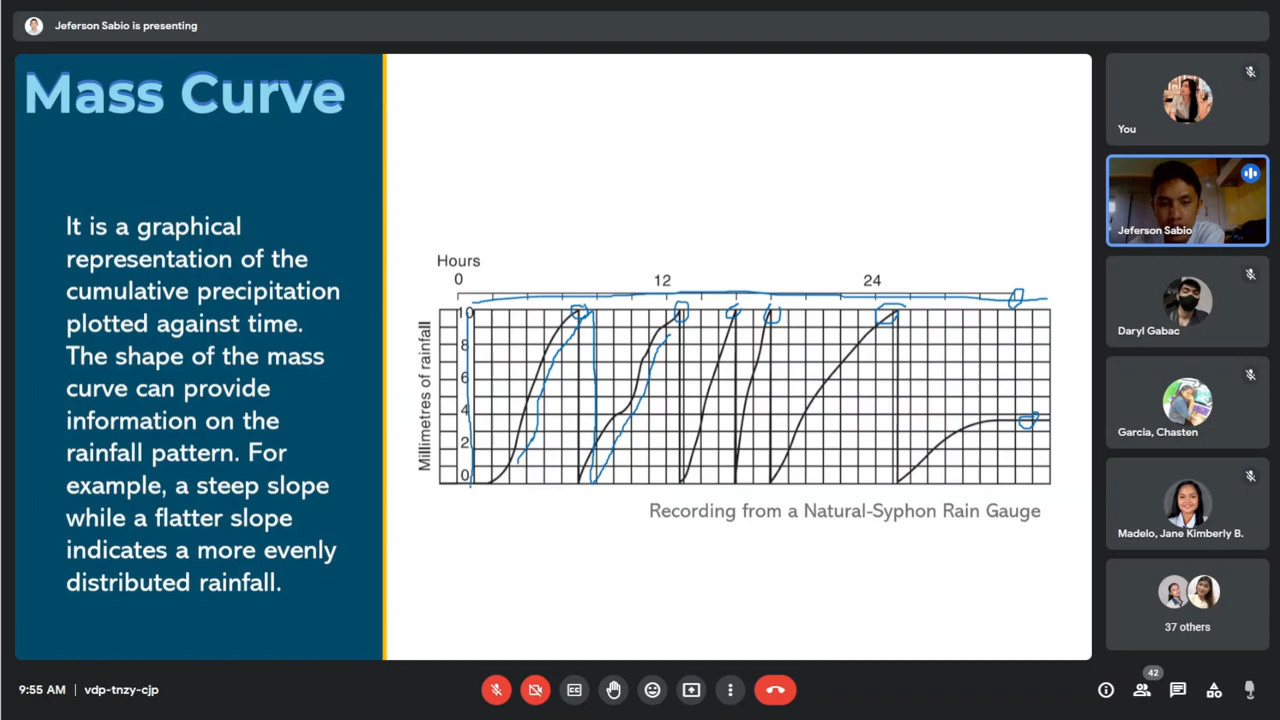 Jeferson Sabio is presenting
Mass Curve
It is a graphical
representation of the
cumulative precipitation
plotted against time.
The shape of the mass
curve can provide
information on the
rainfall pattern. For
example, a steep slope
while a flatter slope
indicates a more evenly
distributed rainfall.
Hours
0 12 24
Millimetres of rainfall
10
8
6
4
2
0
Recording from a Natural-Syphon Rain Gauge
You
Jeferson Sabio
Daryl Gabac
Garcia, Chasten
Madelo, Jane Kimberly B.
37 others
9:55 AM | vdp-tnzy-cjp
42